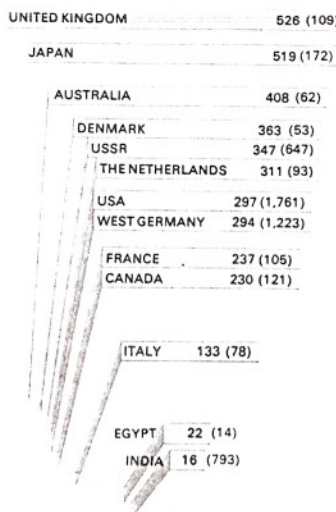 UNITED KINGDOM 526 (109)
JAPAN 519 (172)
AUSTRALIA 408 (62)
DENMARK 363 (53)
USSR 347 (647)
THE NETHERLANDS 311 (93)
USA 297 (1,761)
WEST GERMANY 294 (1,223)
FRANCE 237 (105)
CANADA 230 (121)
ITALY 133 (78)
EGYPT 22 (14)
INDIA 16 (793)